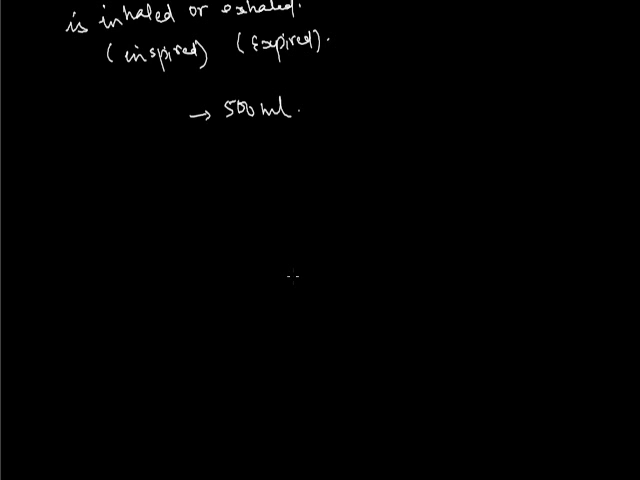 is inhaled or exhaled.
(inspired) (Expired).
→ 500 ml.